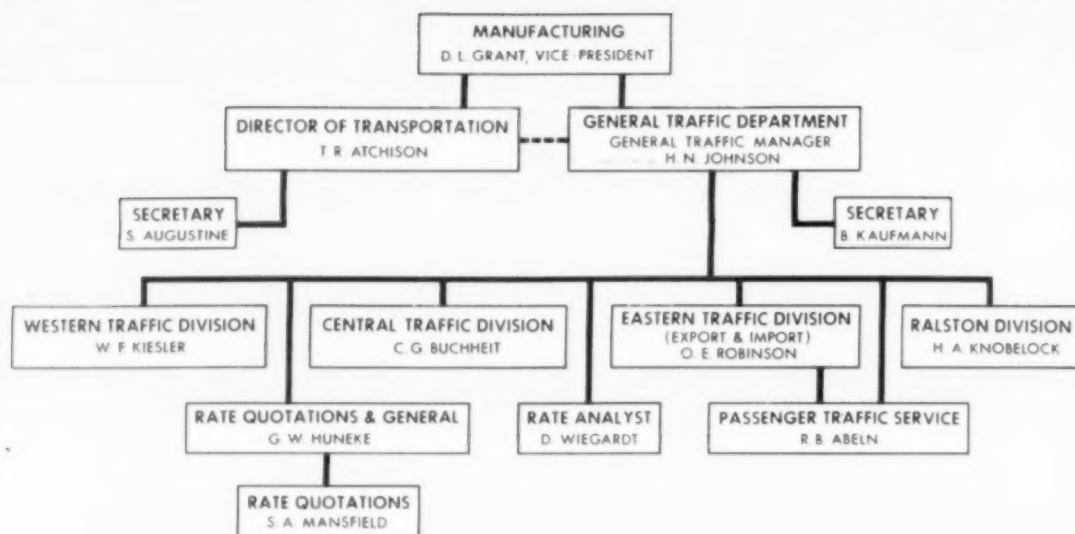 MANUFACTURING
D. L. GRANT, VICE-PRESIDENT
DIRECTOR OF TRANSPORTATION
T. R. ATCHISON
GENERAL TRAFFIC DEPARTMENT
GENERAL TRAFFIC MANAGER
H. N. JOHNSON
SECRETARY
S. AUGUSTINE
SECRETARY
B. KAUFMANN
WESTERN TRAFFIC DIVISION
W. F. KIESLER
CENTRAL TRAFFIC DIVISION
C. G. BUCHHEIT
EASTERN TRAFFIC DIVISION
(EXPORT & IMPORT)
O. E. ROBINSON
RALSTON DIVISION
H. A. KNOBELOCK
RATE QUOTATIONS & GENERAL
G. W. HUNEKE
RATE ANALYST
D. WIEGARDT
PASSENGER TRAFFIC SERVICE
R. B. ABELN
RATE QUOTATIONS
S. A. MANSFIELD